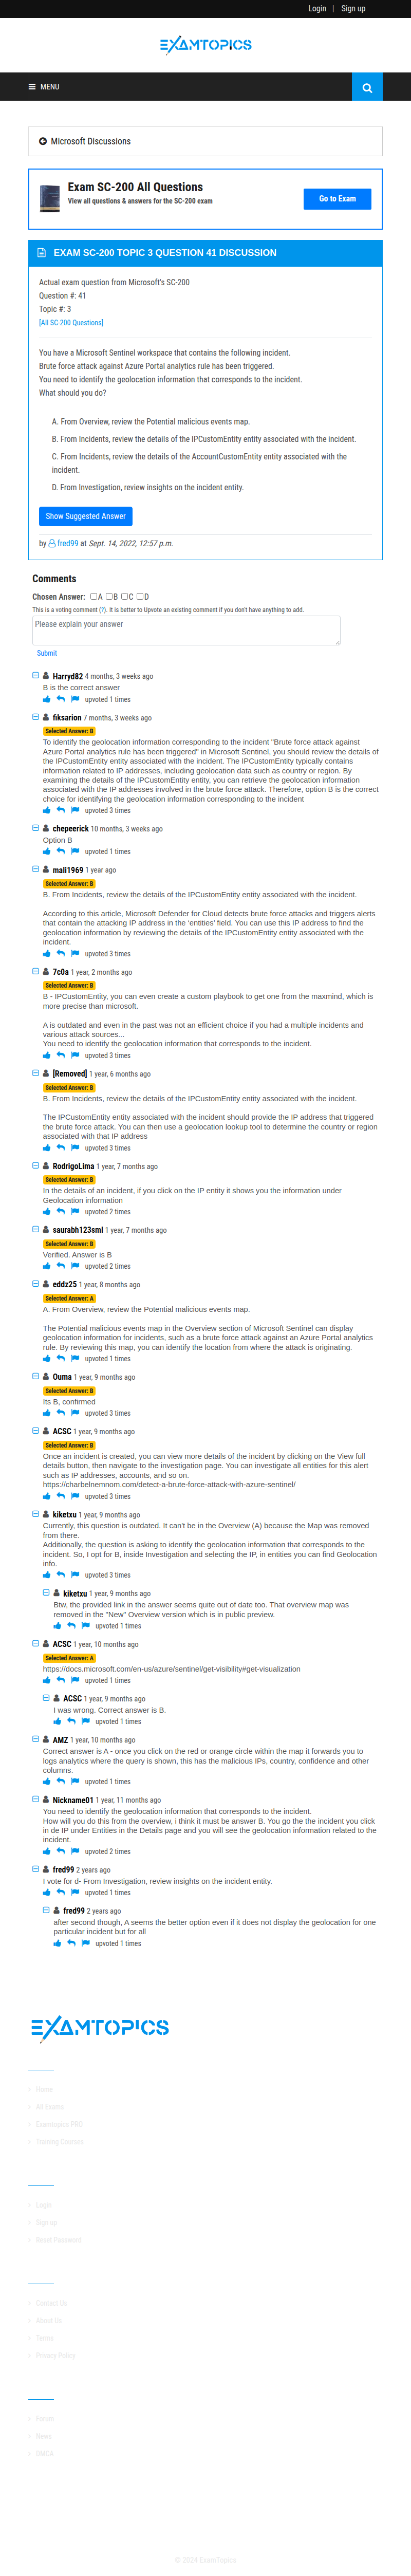 Login | Sign up
EXAMTOPICS
MENU
Microsoft Discussions
Exam SC-200 All Questions
View all questions & answers for the SC-200 exam
Go to Exam
EXAM SC-200 TOPIC 3 QUESTION 41 DISCUSSION
Actual exam question from Microsoft's SC-200
Question #: 41
Topic #: 3
[All SC-200 Questions]
You have a Microsoft Sentinel workspace that contains the following incident.
Brute force attack against Azure Portal analytics rule has been triggered.
You need to identify the geolocation information that corresponds to the incident.
What should you do?
A. From Overview, review the Potential malicious events map.
B. From Incidents, review the details of the IPCustomEntity entity associated with the incident.
C. From Incidents, review the details of the AccountCustomEntity entity associated with the
incident.
D. From Investigation, review insights on the incident entity.
Show Suggested Answer
by fred99 at Sept. 14, 2022, 12:57 p.m.
Comments
Chosen Answer: A B C D
This is a voting comment (?). It is better to Upvote an existing comment if you don't have anything to add.
Please explain your answer
Submit
Harryd82 4 months, 3 weeks ago
B is the correct answer
upvoted 1 times
fiksarion 7 months, 3 weeks ago
Selected Answer: B
To identify the geolocation information corresponding to the incident "Brute force attack against
Azure Portal analytics rule has been triggered" in Microsoft Sentinel, you should review the details of
the IPCustomEntity entity associated with the incident. The IPCustomEntity typically contains
information related to IP addresses, including geolocation data such as country or region. By
examining the details of the IPCustomEntity entity, you can retrieve the geolocation information
associated with the IP addresses involved in the brute force attack. Therefore, option B is the correct
choice for identifying the geolocation information corresponding to the incident
upvoted 3 times
chepeerick 10 months, 3 weeks ago
Option B
upvoted 1 times
mali1969 1 year ago
Selected Answer: B
B. From Incidents, review the details of the IPCustomEntity entity associated with the incident.
According to this article, Microsoft Defender for Cloud detects brute force attacks and triggers alerts
that contain the attacking IP address in the 'entities' field. You can use this IP address to find the
geolocation information by reviewing the details of the IPCustomEntity entity associated with the
incident.
upvoted 3 times
7c0a 1 year, 2 months ago
Selected Answer: B
B - IPCustomEntity, you can even create a custom playbook to get one from the maxmind, which is
more precise than microsoft.
A is outdated and even in the past was not an efficient choice if you had a multiple incidents and
various attack sources...
You need to identify the geolocation information that corresponds to the incident.
upvoted 3 times
[Removed] 1 year, 6 months ago
Selected Answer: B
B. From Incidents, review the details of the IPCustomEntity entity associated with the incident.
The IPCustomEntity entity associated with the incident should provide the IP address that triggered
the brute force attack. You can then use a geolocation lookup tool to determine the country or region
associated with that IP address
upvoted 3 times
RodrigoLima 1 year, 7 months ago
Selected Answer: B
In the details of an incident, if you click on the IP entity it shows you the information under
Geolocation information
upvoted 2 times
saurabh123sml 1 year, 7 months ago
Selected Answer: B
Verified. Answer is B
upvoted 2 times
eddz25 1 year, 8 months ago
Selected Answer: A
A. From Overview, review the Potential malicious events map.
The Potential malicious events map in the Overview section of Microsoft Sentinel can display
geolocation information for incidents, such as a brute force attack against an Azure Portal analytics
rule. By reviewing this map, you can identify the location from where the attack is originating.
upvoted 1 times
Ouma 1 year, 9 months ago
Selected Answer: B
Its B, confirmed
upvoted 3 times
ACSC 1 year, 9 months ago
Selected Answer: B
Once an incident is created, you can view more details of the incident by clicking on the View full
details button, then navigate to the investigation page. You can investigate all entities for this alert
such as IP addresses, accounts, and so on.
https://charbelnemnom.com/detect-a-brute-force-attack-with-azure-sentinel/
upvoted 3 times
kiketxu 1 year, 9 months ago
Currently, this question is outdated. It can't be in the Overview (A) because the Map was removed
from there.
Additionally, the question is asking to identify the geolocation information that corresponds to the
incident. So, I opt for B, inside Investigation and selecting the IP, in entities you can find Geolocation
info.
upvoted 3 times
kiketxu 1 year, 9 months ago
Btw, the provided link in the answer seems quite out of date too. That overview map was
removed in the "New" Overview version which is in public preview.
upvoted 1 times
ACSC 1 year, 10 months ago
Selected Answer: A
https://docs.microsoft.com/en-us/azure/sentinel/get-visibility#get-visualization
upvoted 1 times
ACSC 1 year, 9 months ago
I was wrong. Correct answer is B.
upvoted 1 times
AMZ 1 year, 10 months ago
Correct answer is A - once you click on the red or orange circle within the map it forwards you to
logs analytics where the query is shown, this has the malicious IPs, country, confidence and other
columns.
upvoted 1 times
Nickname01 1 year, 11 months ago
You need to identify the geolocation information that corresponds to the incident.
How will you do this from the overview, i think it must be answer B. You go the the incident you click
in de IP under Entities in the Details page and you will see the geolocation information related to the
incident.
upvoted 2 times
fred99 2 years ago
I vote for d- From Investigation, review insights on the incident entity.
upvoted 1 times
fred99 2 years ago
after second though, A seems the better option even if it does not display the geolocation for one
particular incident but for all
upvoted 1 times
EXAMTOPICS
Home
All Exams
Examtopics PRO
Training Courses
Login
Sign up
Reset Password
Contact Us
About Us
Terms
Privacy Policy
Forum
News
DMCA
© 2024 ExamTopics